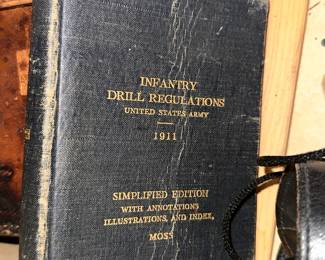 INFANTRY
DRILL REGULATIONS
UNITED STATES ARMY
1911
SIMPLIFIED EDITION
WITH ANNOTATIONS
ILLUSTRATIONS, AND INDEX,
MOSS